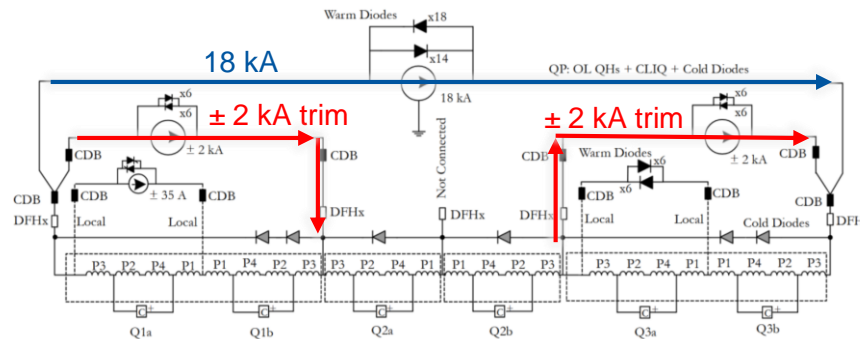 Warm Diodes
x18
x14
18 kA
QP: OL QHs + CLIQ + Cold Diodes
18 kA
x6
x6
± 2 kA trim
± 2 kA
± 2 kA trim
x6
x6
± 2 kA
CDB
CDB
Not Connected
CDB
CDB
Warm Diodes
x6
x6
± 35 A
CDB
CDB
CDB
CDB
CDB
CDB
DFHx
Local
Local
DFHx
DFHx
DFHx
Local
Local
Cold Diodes
DFH
P3 P2 P4 P1 P1 P4 P2 P3 P3 P2 P4 P1 P1 P4 P2 P3 P3 P2 P4 P1 P1 P4 P2 P3
C + C + C + C + C + C +
Q1a Q1b Q2a Q2b Q3a Q3b